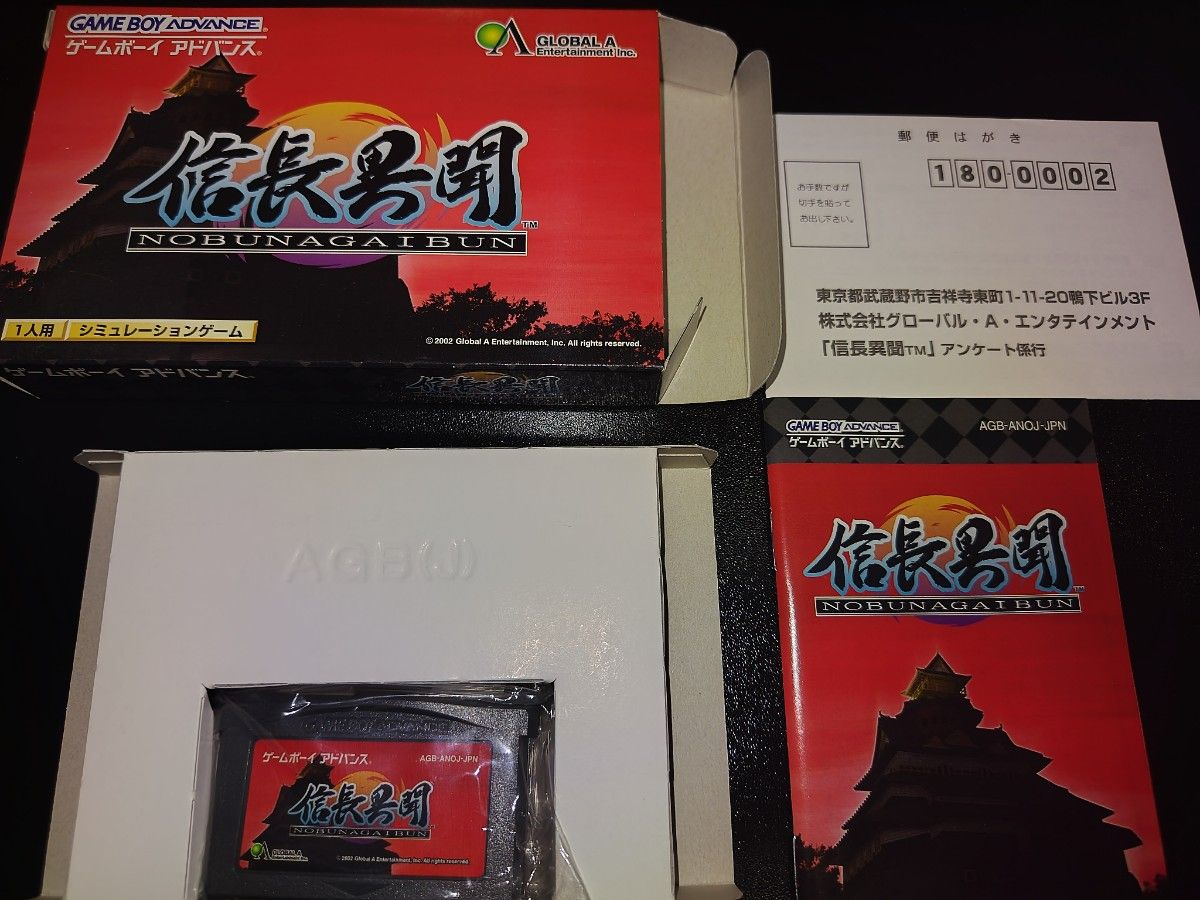 GAME BOY ADVANCE
ゲームボーイ アドバンス
GLOBAL A
Entertainment Inc.
信長異聞
TM
NOBUNAGAIBUN
1人用 シミュレーションゲーム
© 2002 Global A Entertainment, Inc. All rights reserved.
ゲームボーイ アドバンス
信長異聞
郵便はがき
180-0002
お手数ですが
切手を貼って
お出し下さい。
東京都武蔵野市吉祥寺東町1-11-20鴨下ビル3F
株式会社グローバル・A・エンタテインメント
「信長異聞TM」アンケート係行
GAME BOY ADVANCE
ゲームボーイ アドバンス
AGB-ANOJ-JPN
信長異聞
TM
NOBUNAGAIBUN
AGB(J)
ゲームボーイ アドバンス
AGB-ANOJ-JPN
信長異聞
NOBUNAGAIBUN
GLOBAL A
© 2002 Global A Entertainment, Inc. All rights reserved.